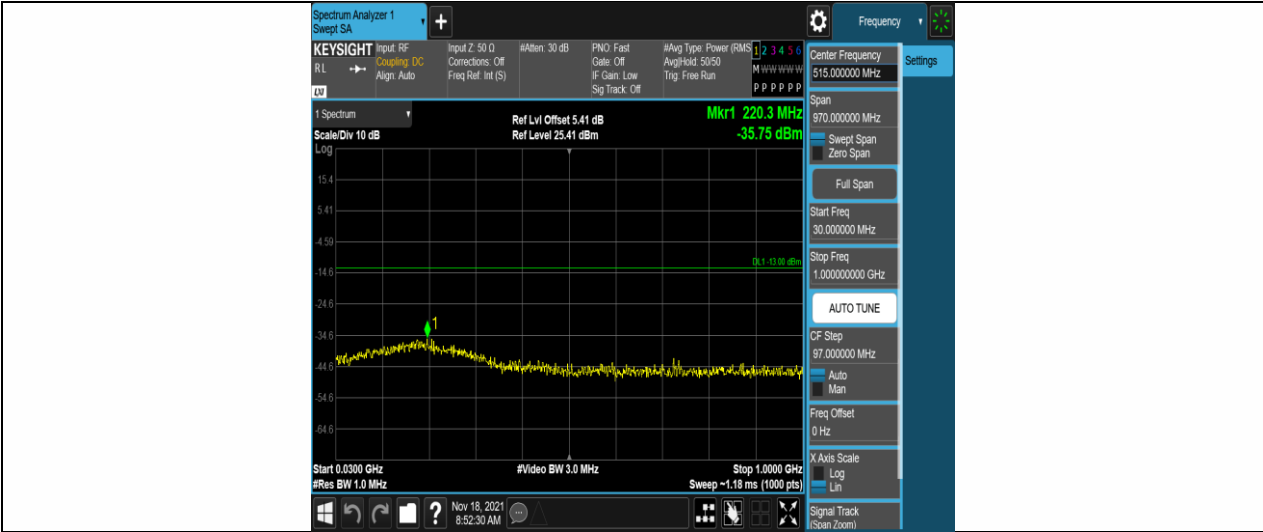 Spectrum Analyzer 1
Swept SA
+
Frequency
KEYSIGHT
RL
LXI
Input: RF
Coupling: DC
Align: Auto
Input Z: 50 Ω
Corrections: Off
Freq Ref: Int (S)
#Atten: 30 dB
PNO: Fast
Gate: Off
IF Gain: Low
Sig Track: Off
#Avg Type: Power (RMS
Avg|Hold: 50/50
Trig: Free Run
1 2 3 4 5 6
M W W W W W
P P P P P P
1 Spectrum
Scale/Div 10 dB
Ref Lvl Offset 5.41 dB
Ref Level 25.41 dBm
Mkr1 220.3 MHz
-35.75 dBm
Log
15.4
5.41
-4.59
DL1 -13.00 dBm
-14.6
-24.6
1
-34.6
-44.6
-54.6
-64.6
Start 0.0300 GHz
#Res BW 1.0 MHz
#Video BW 3.0 MHz
Stop 1.0000 GHz
Sweep ~1.18 ms (1000 pts)
Center Frequency
515.000000 MHz
Settings
Span
970.000000 MHz
Swept Span
Zero Span
Full Span
Start Freq
30.000000 MHz
Stop Freq
1.000000000 GHz
AUTO TUNE
CF Step
97.000000 MHz
Auto
Man
Freq Offset
0 Hz
X Axis Scale
Log
Lin
Signal Track
(Span Zoom)
?
Nov 18, 2021
8:52:30 AM